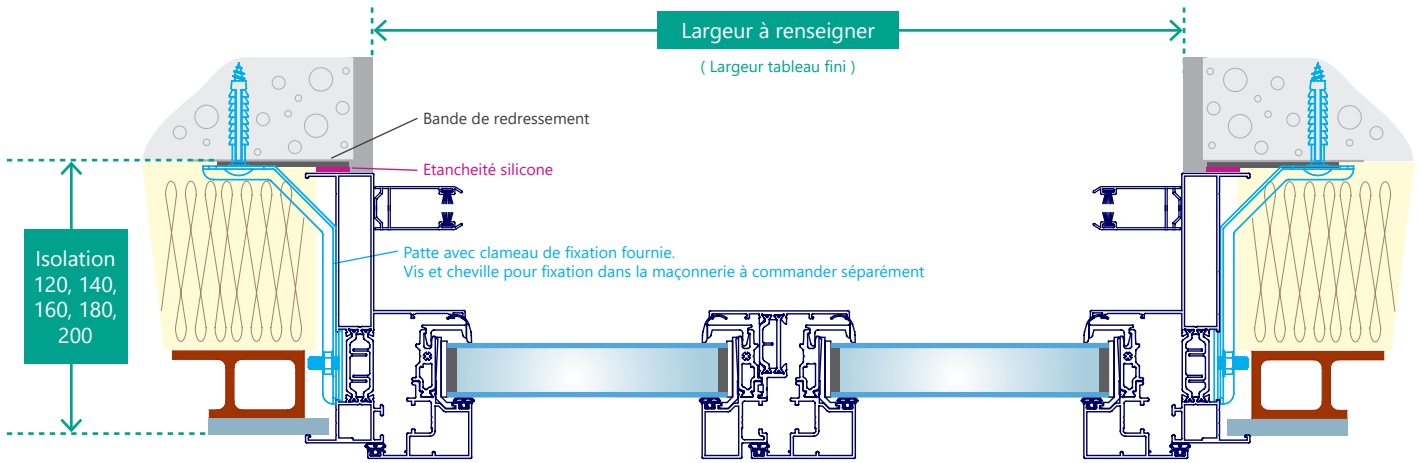 Largeur à renseigner
( Largeur tableau fini )
Bande de redressement
Etancheité silicone
Patte avec clameau de fixation fournie.
Vis et cheville pour fixation dans la maçonnerie à commander séparément
Isolation
120, 140,
160, 180,
200